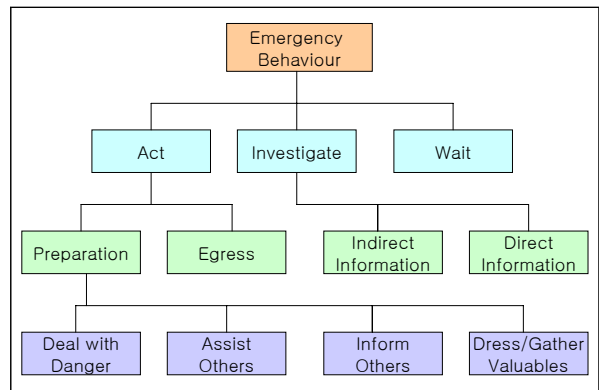 Emergency
Behaviour
Act
Investigate
Wait
Preparation
Egress
Indirect
Information
Direct
Information
Deal with
Danger
Assist
Others
Inform
Others
Dress/Gather
Valuables